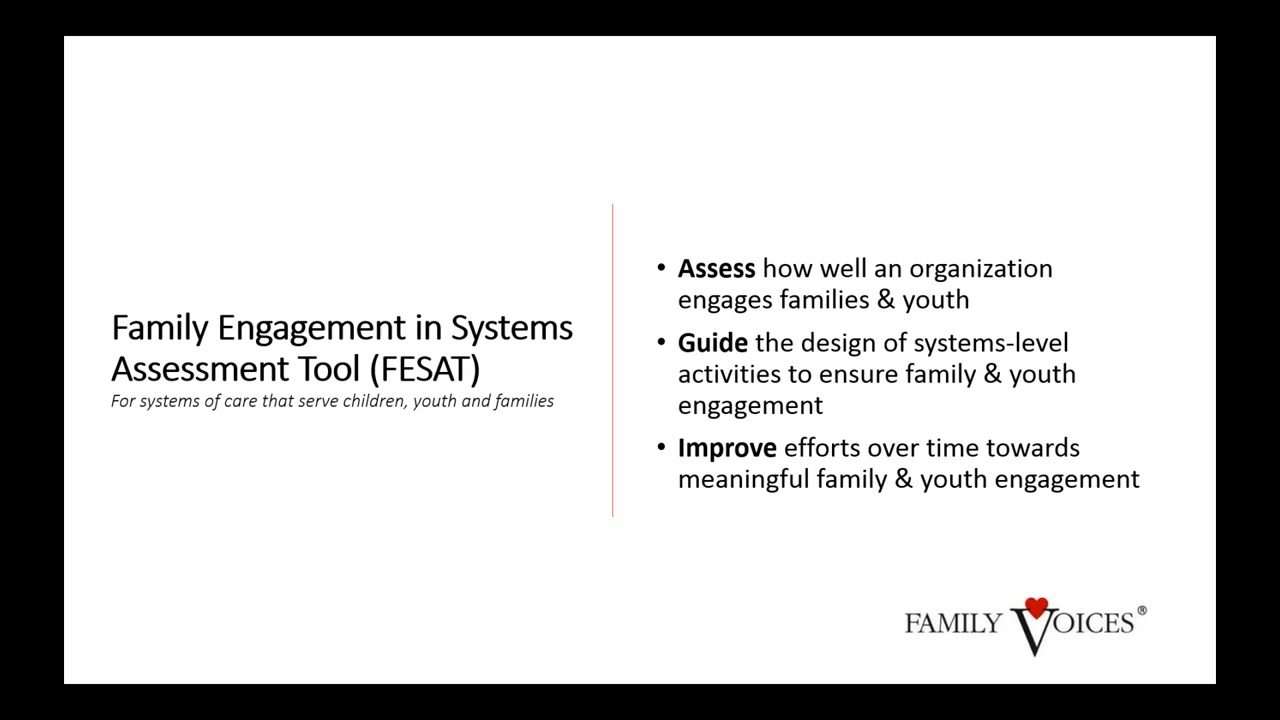 Family Engagement in Systems
Assessment Tool (FESAT)
For systems of care that serve children, youth and families
• Assess how well an organization
engages families & youth
• Guide the design of systems-level
activities to ensure family & youth
engagement
• Improve efforts over time towards
meaningful family & youth engagement
FAMILY VOICES®